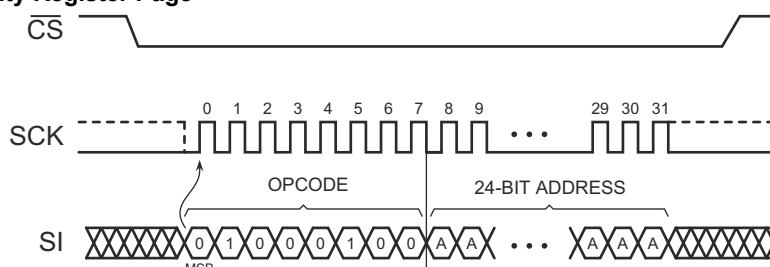 ity Register Page
CS
0 1 2 3 4 5 6 7 8 9 29 30 31
SCK
OPCODE 24-BIT ADDRESS
SI 0 1 0 0 0 1 0 0 A A A A A
MSB